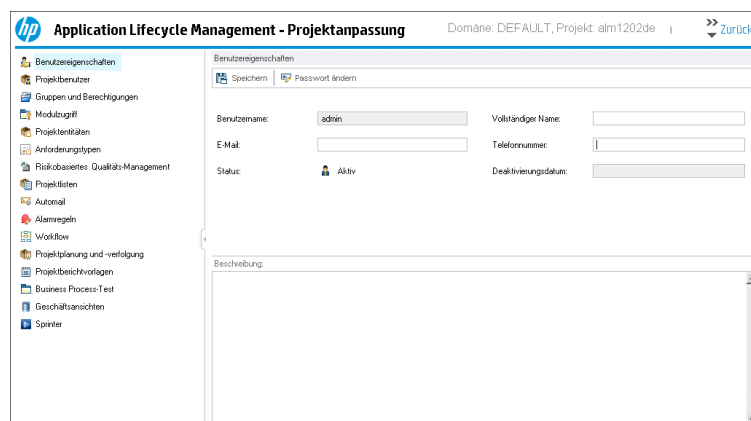 hp Application Lifecycle Management - Projektanpassung Domäne: DEFAULT, Projekt: alm1202de Zurück
Benutzereigenschaften
Projektbenutzer
Gruppen und Berechtigungen
Modulzugriff
Projektentitäten
Anforderungstypen
Risikobasiertes Qualitäts-Management
Projektlisten
Automail
Alarmregeln
Workflow
Projektplanung und -verfolgung
Projektberichtvorlagen
Business Process-Test
Geschäftsansichten
Sprinter
Benutzereigenschaften
Speichern Passwort ändern
Benutzername: admin Vollständiger Name:
E-Mail: Telefonnummer:
Status: Aktiv Deaktivierungsdatum:
Beschreibung: